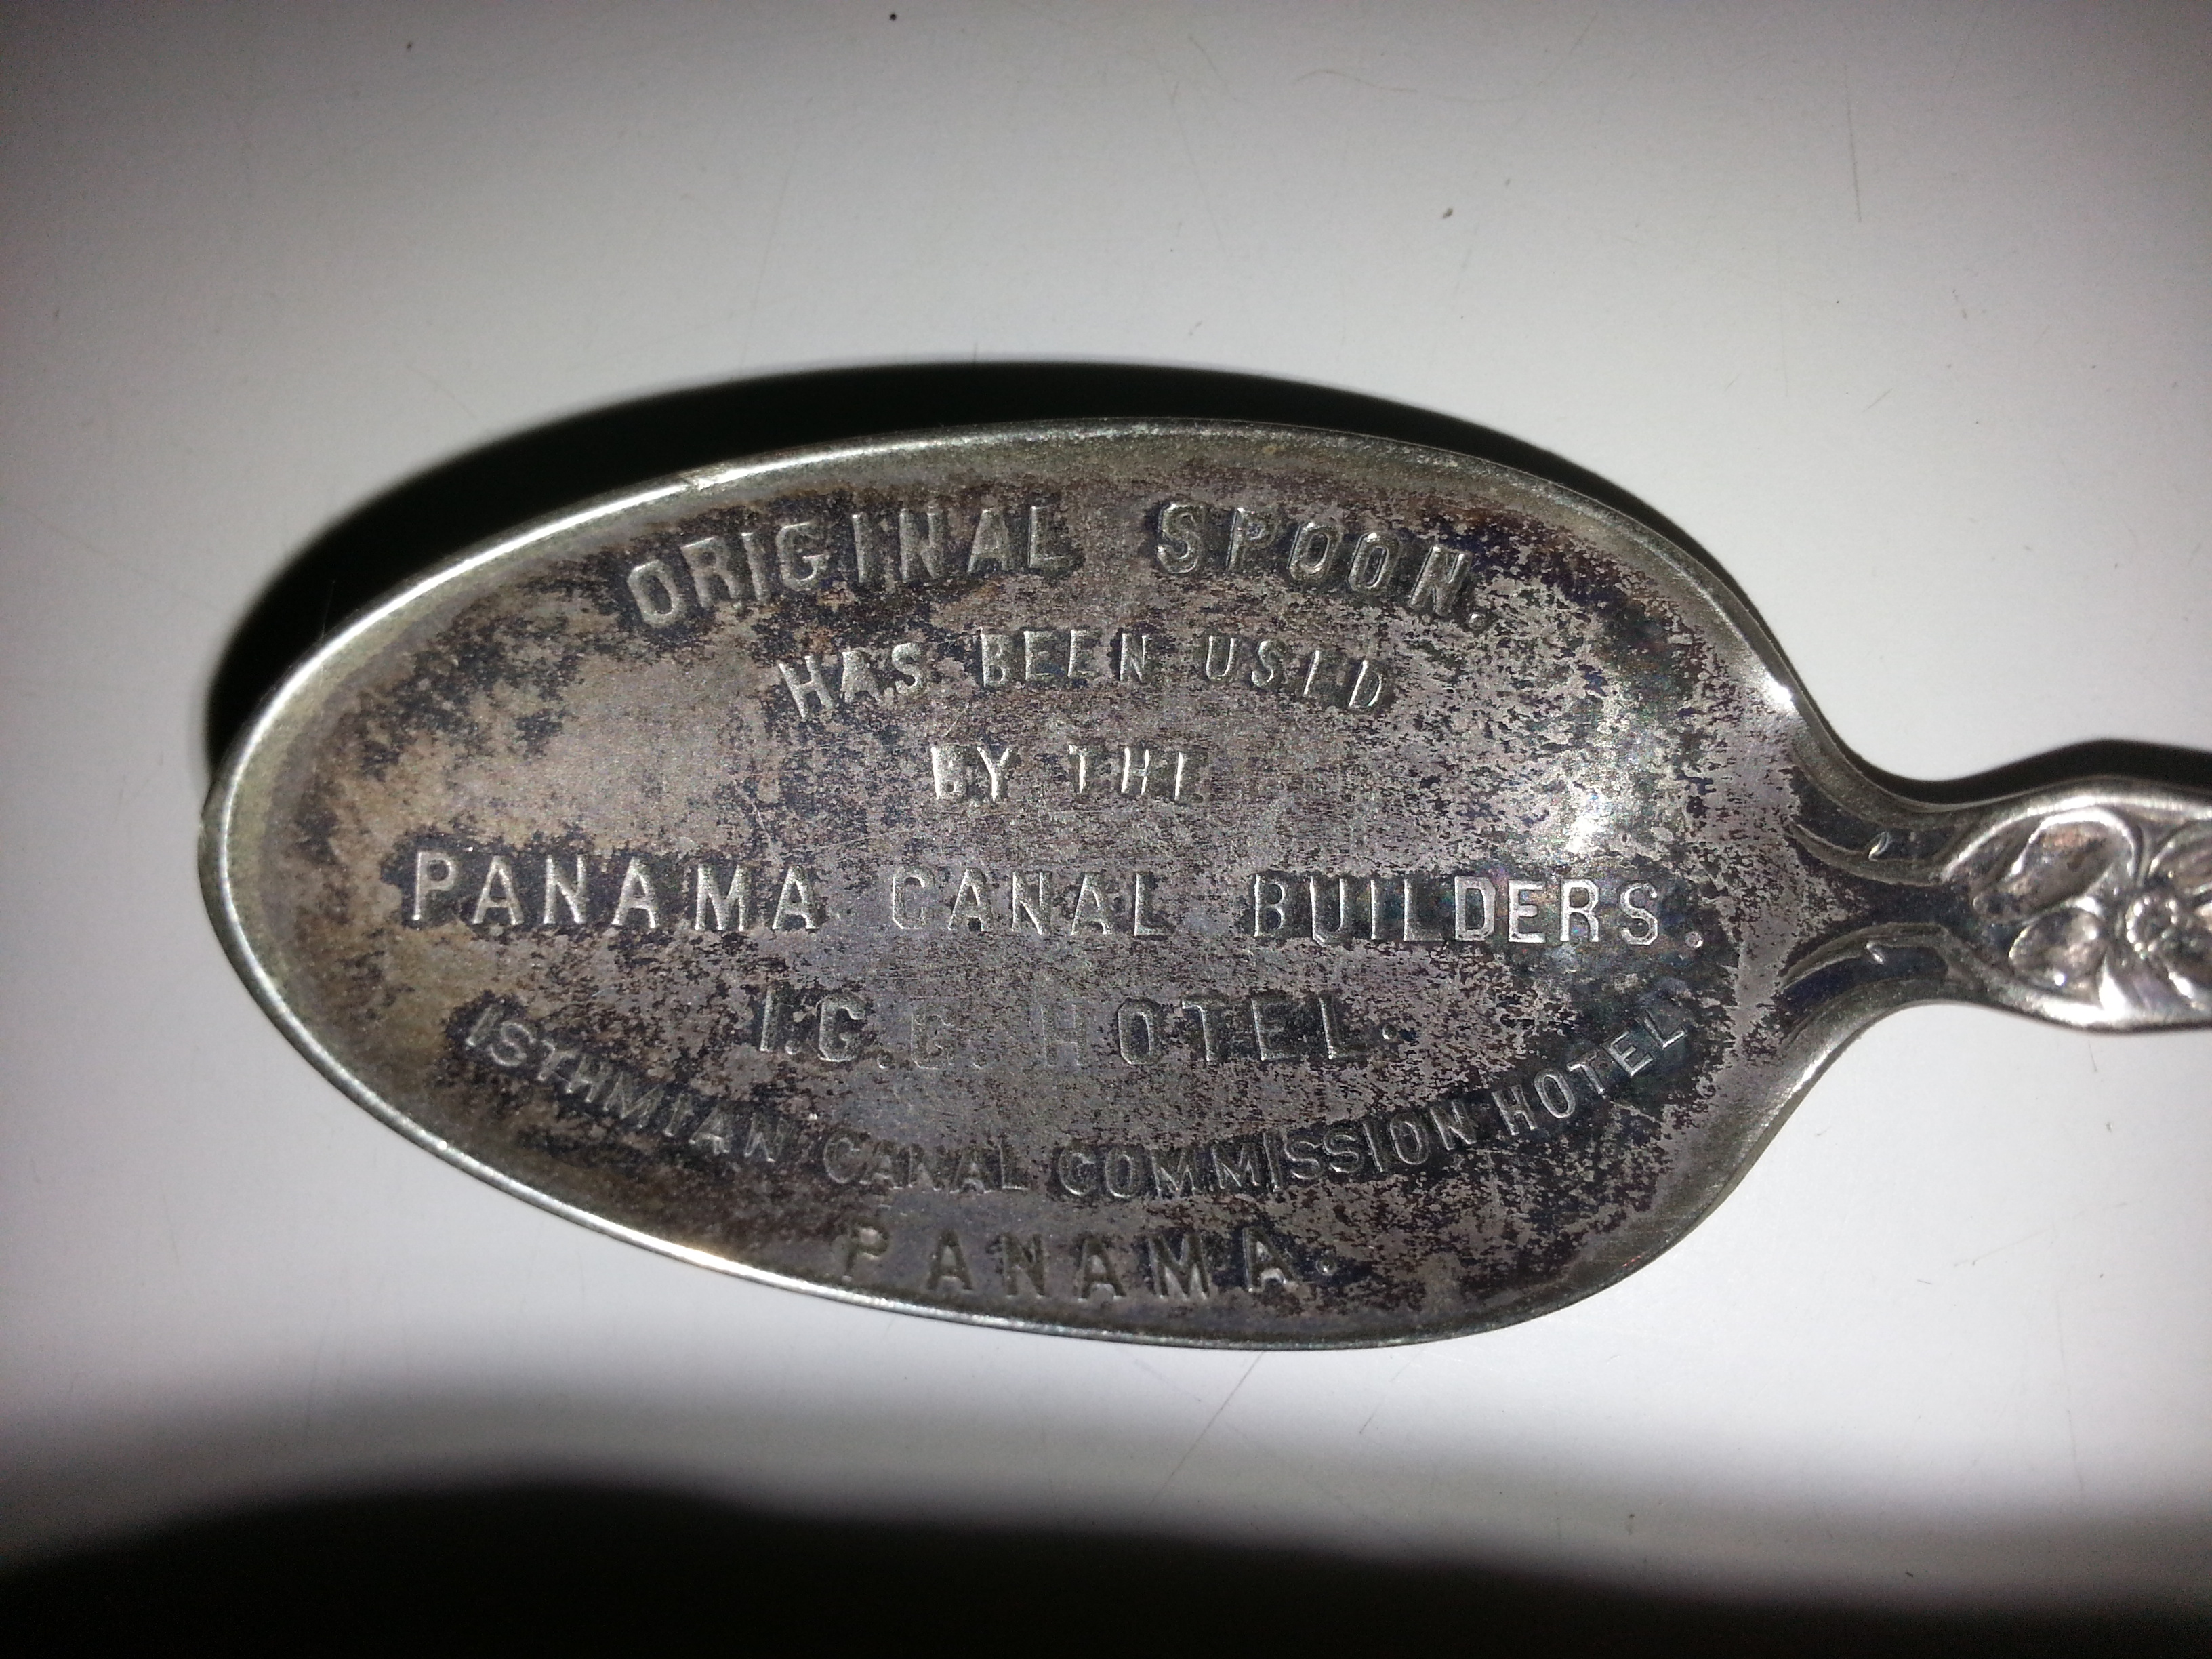 ORIGINAL SPOON.
HAS BEEN USED
BY THE
PANAMA CANAL BUILDERS.
I.C.C. HOTEL.
ISTHMIAN CANAL COMMISSION HOTEL
PANAMA.